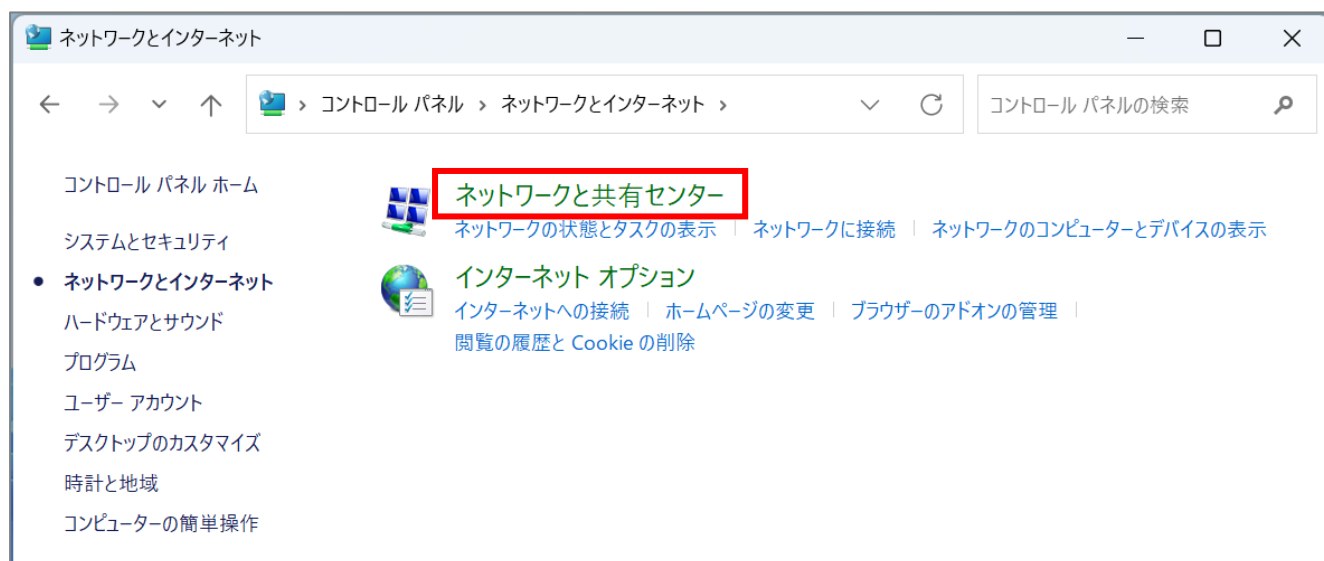 ネットワークとインターネット
コントロール パネル › ネットワークとインターネット ›
コントロール パネルの検索
コントロール パネル ホーム
システムとセキュリティ
ネットワークとインターネット
ハードウェアとサウンド
プログラム
ユーザー アカウント
デスクトップのカスタマイズ
時計と地域
コンピューターの簡単操作
ネットワークと共有センター
ネットワークの状態とタスクの表示 | ネットワークに接続 | ネットワークのコンピューターとデバイスの表示
インターネット オプション
インターネットへの接続 | ホームページの変更 | ブラウザーのアドオンの管理 |
閲覧の履歴と Cookie の削除